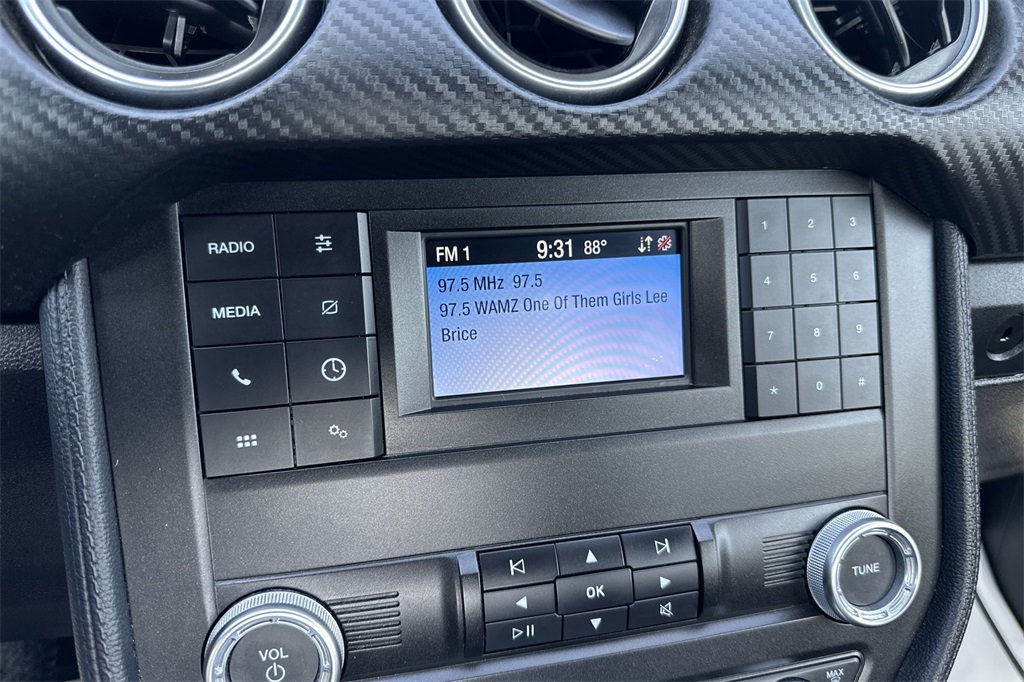 RADIO
MEDIA
FM 1 9:31 88°
97.5 MHz 97.5
97.5 WAMZ One Of Them Girls Lee
Brice
1 2 3
4 5 6
7 8 9
* 0 #
OK
VOL
TUNE
MAX